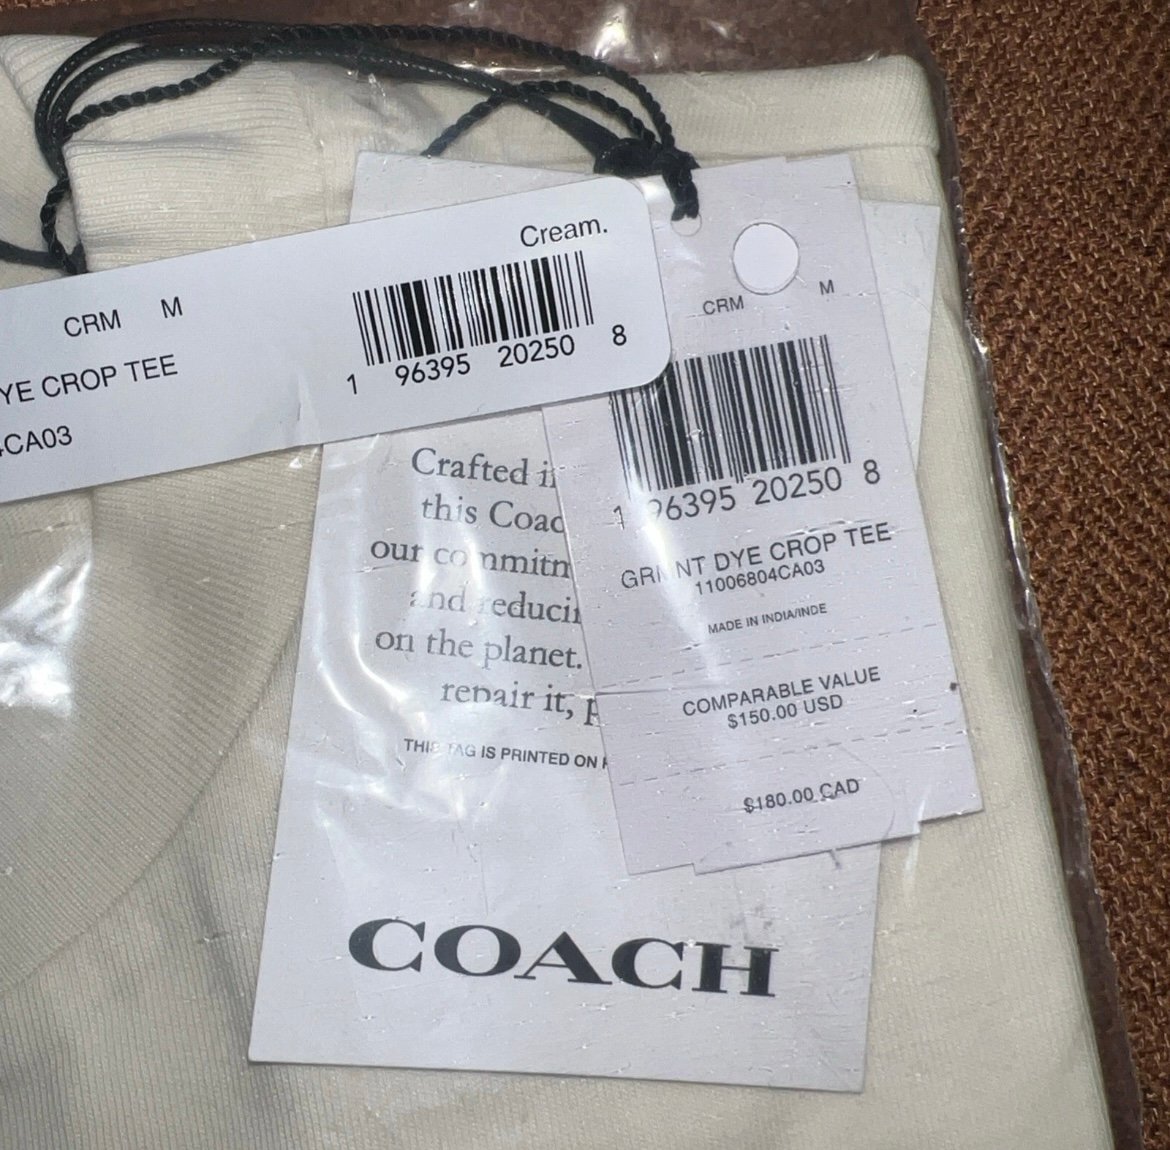 Cream.
CRM M
YE CROP TEE
CA03
1 96395 20250 8
CRM M
1 96395 20250 8
DYE CROP TEE
11006804CA03
MADE IN INDIA/INDE
COMPARABLE VALUE
$150.00 USD
$180.00 CAD
Crafted i
this Coac
our commitm
and reducin
on the planet.
repair it, p
THIS TAG IS PRINTED ON
COACH